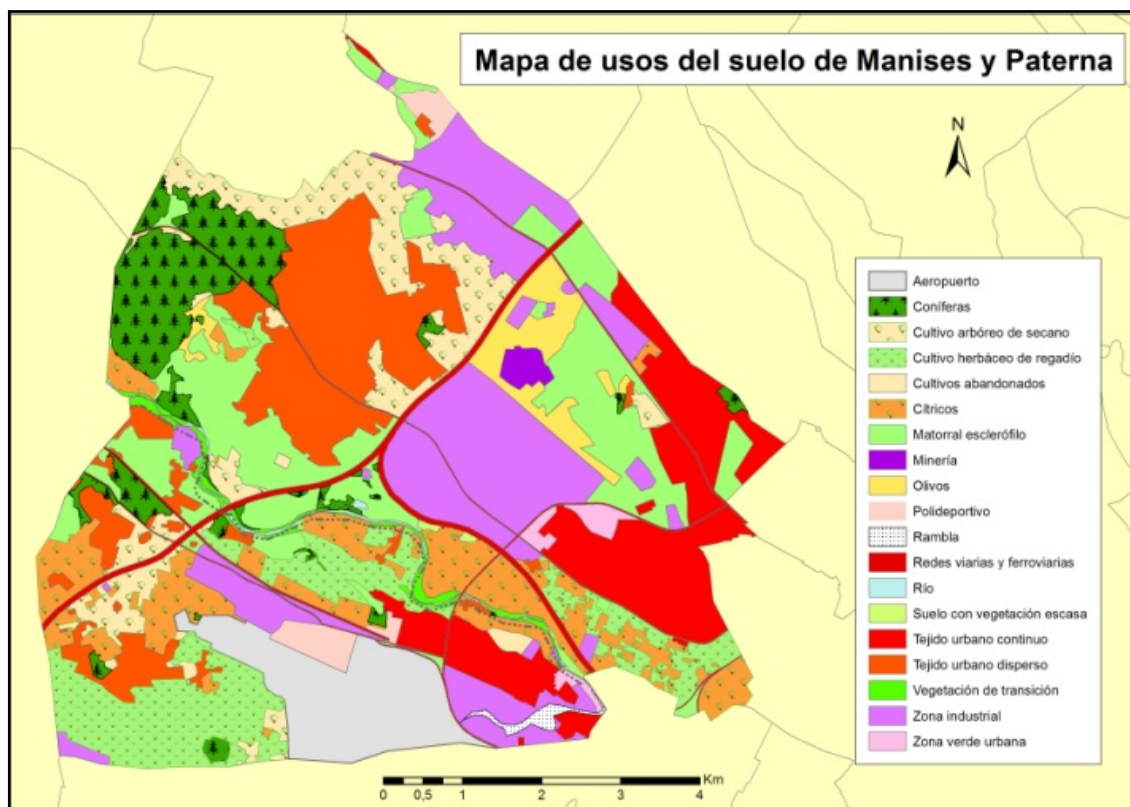 Mapa de usos del suelo de Manises y Paterna
N
Aeropuerto
Coníferas
Cultivo arbóreo de secano
Cultivo herbáceo de regadío
Cultivos abandonados
Cítricos
Matorral esclerófilo
Minería
Olivos
Polideportivo
Rambla
Redes viarias y ferroviarias
Río
Suelo con vegetación escasa
Tejido urbano continuo
Tejido urbano disperso
Vegetación de transición
Zona industrial
Zona verde urbana
Km
0 0,5 1 2 3 4